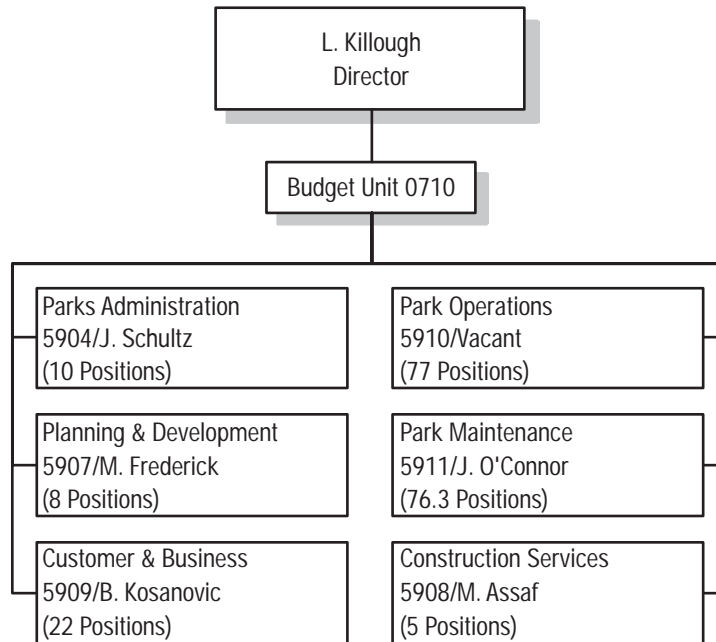 L. Killough
Director
Budget Unit 0710
Parks Administration
5904/J. Schultz
(10 Positions)
Park Operations
5910/Vacant
(77 Positions)
Planning & Development
5907/M. Frederick
(8 Positions)
Park Maintenance
5911/J. O'Connor
(76.3 Positions)
Customer & Business
5909/B. Kosanovic
(22 Positions)
Construction Services
5908/M. Assaf
(5 Positions)